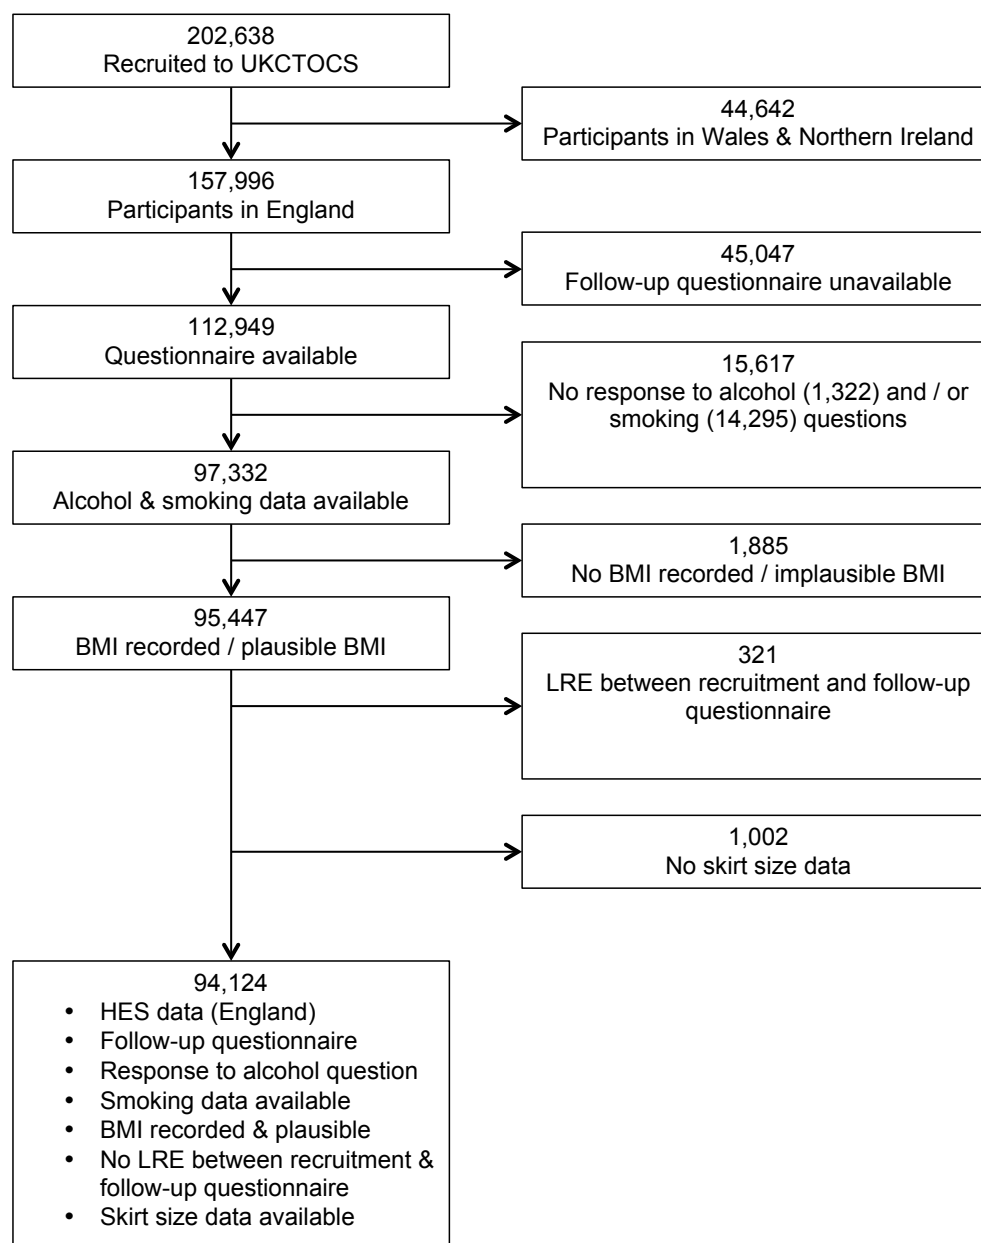 202,638
Recruited to UKCTOCS
44,642
Participants in Wales & Northern Ireland
157,996
Participants in England
45,047
Follow-up questionnaire unavailable
112,949
Questionnaire available
15,617
No response to alcohol (1,322) and / or
smoking (14,295) questions
97,332
Alcohol & smoking data available
1,885
No BMI recorded / implausible BMI
95,447
BMI recorded / plausible BMI
321
LRE between recruitment and follow-up
questionnaire
1,002
No skirt size data
94,124
• HES data (England)
• Follow-up questionnaire
• Response to alcohol question
• Smoking data available
• BMI recorded & plausible
• No LRE between recruitment &
follow-up questionnaire
• Skirt size data available